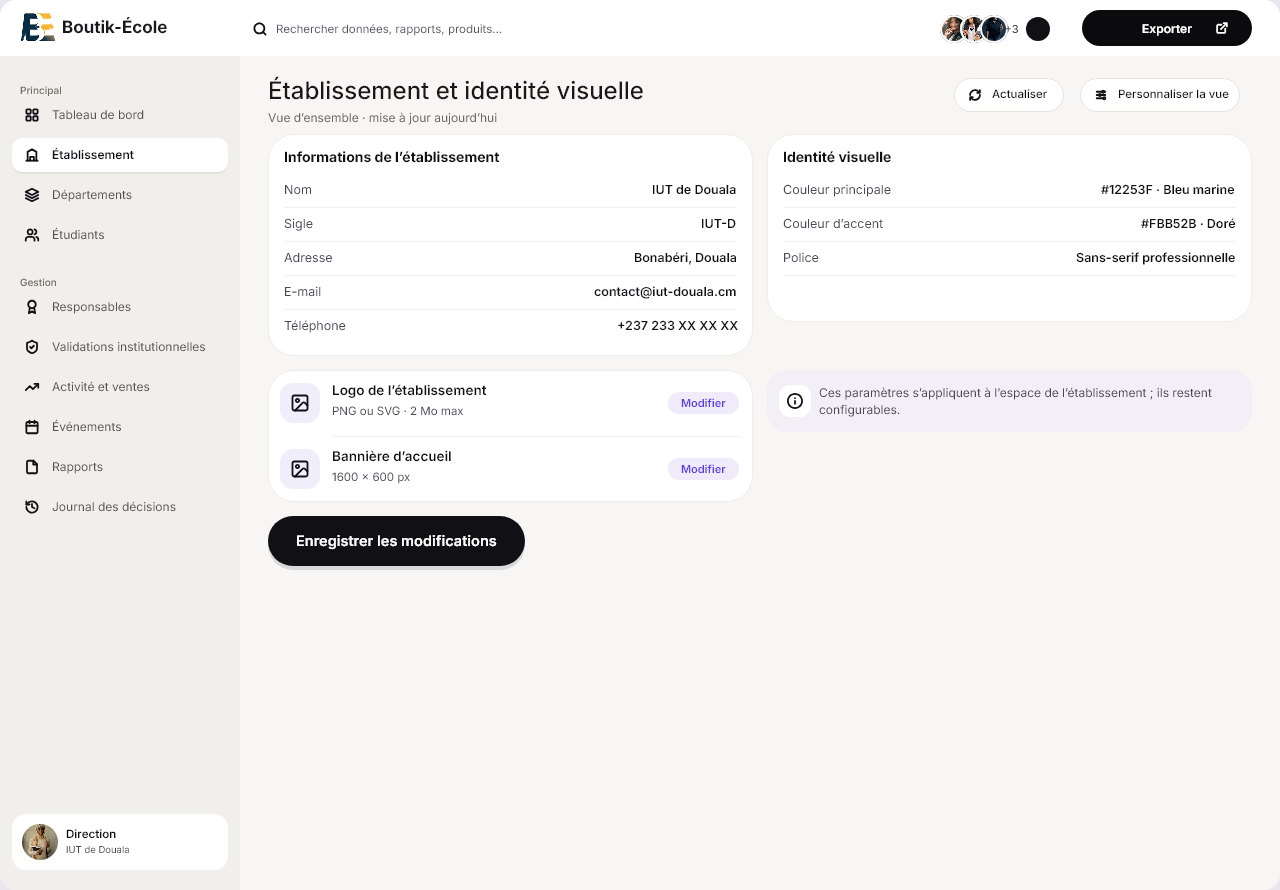 Boutik-École
Rechercher données, rapports, produits...
+3
Exporter
Principal
Tableau de bord
Établissement
Départements
Étudiants
Gestion
Responsables
Validations institutionnelles
Activité et ventes
Événements
Rapports
Journal des décisions
Direction
IUT de Douala
Établissement et identité visuelle
Vue d’ensemble · mise à jour aujourd’hui
Actualiser
Personnaliser la vue
Informations de l’établissement
Nom IUT de Douala
Sigle IUT-D
Adresse Bonabéri, Douala
E-mail contact@iut-douala.cm
Téléphone +237 233 XX XX XX
Identité visuelle
Couleur principale #12253F · Bleu marine
Couleur d’accent #FBB52B · Doré
Police Sans-serif professionnelle
Logo de l’établissement
PNG ou SVG · 2 Mo max
Modifier
Bannière d’accueil
1600 × 600 px
Modifier
Ces paramètres s’appliquent à l’espace de l’établissement ; ils restent
configurables.
Enregistrer les modifications